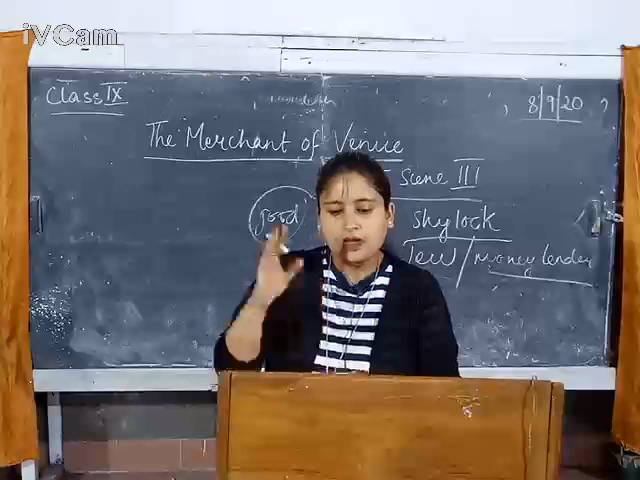 iVCam
Class IX
8/9/20
The Merchant of Venice
Scene III
good
Shylock
Jew/Money lender